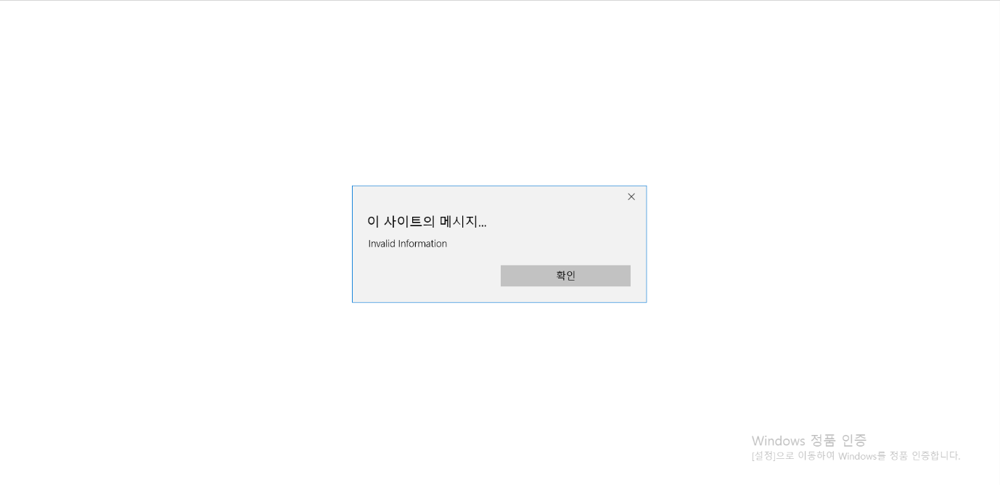 이 사이트의 메시지...
Invalid Information
확인
Windows 정품 인증
[설정]으로 이동하여 Windows를 정품 인증합니다.